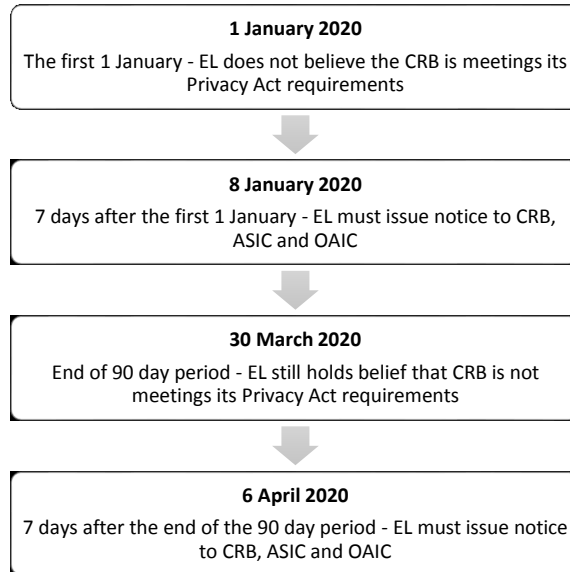 1 January 2020
The first 1 January - EL does not believe the CRB is meetings its
Privacy Act requirements
8 January 2020
7 days after the first 1 January - EL must issue notice to CRB,
ASIC and OAIC
30 March 2020
End of 90 day period - EL still holds belief that CRB is not
meetings its Privacy Act requirements
6 April 2020
7 days after the end of the 90 day period - EL must issue notice
to CRB, ASIC and OAIC